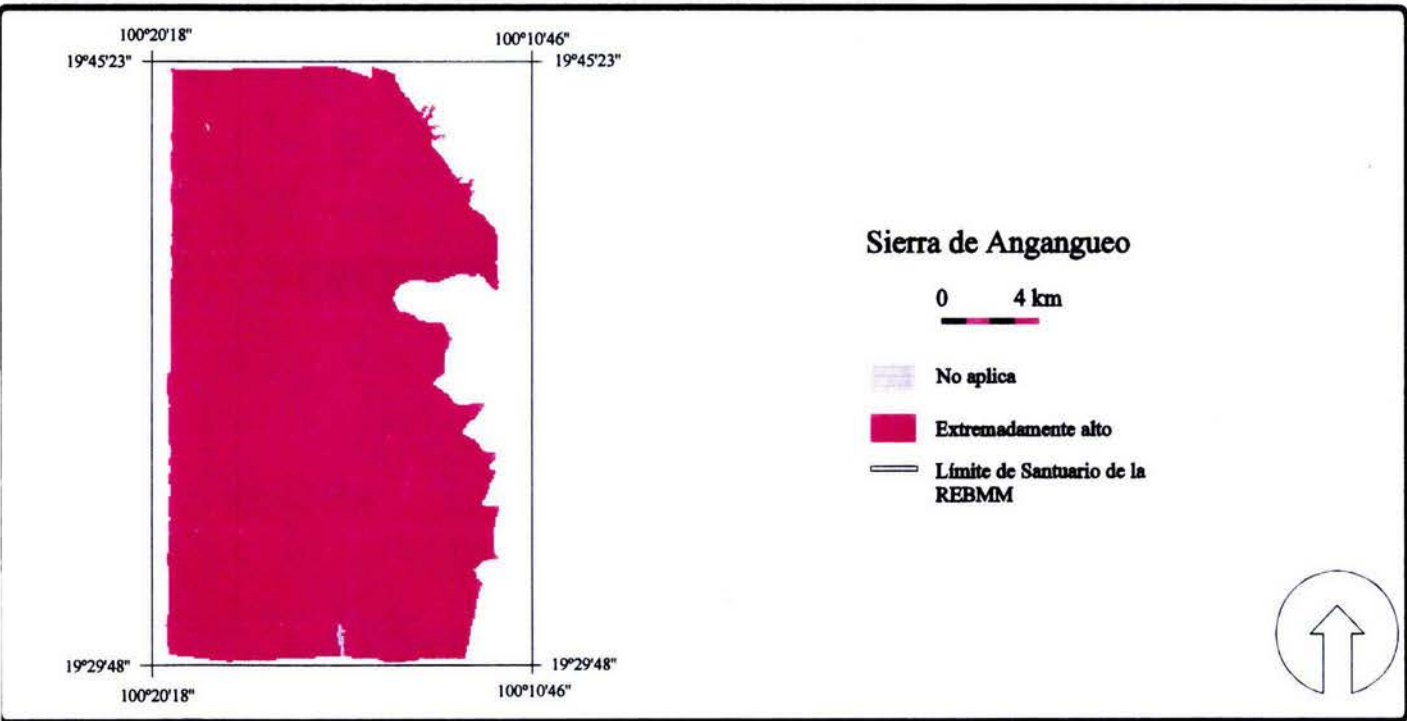 100°20'18"
100°10'46"
19°45'23"
19°45'23"
19°29'48"
19°29'48"
100°20'18"
100°10'46"
Sierra de Angangueo
0 4 km
No aplica
Extremadamente alto
Límite de Santuario de la
REBMM